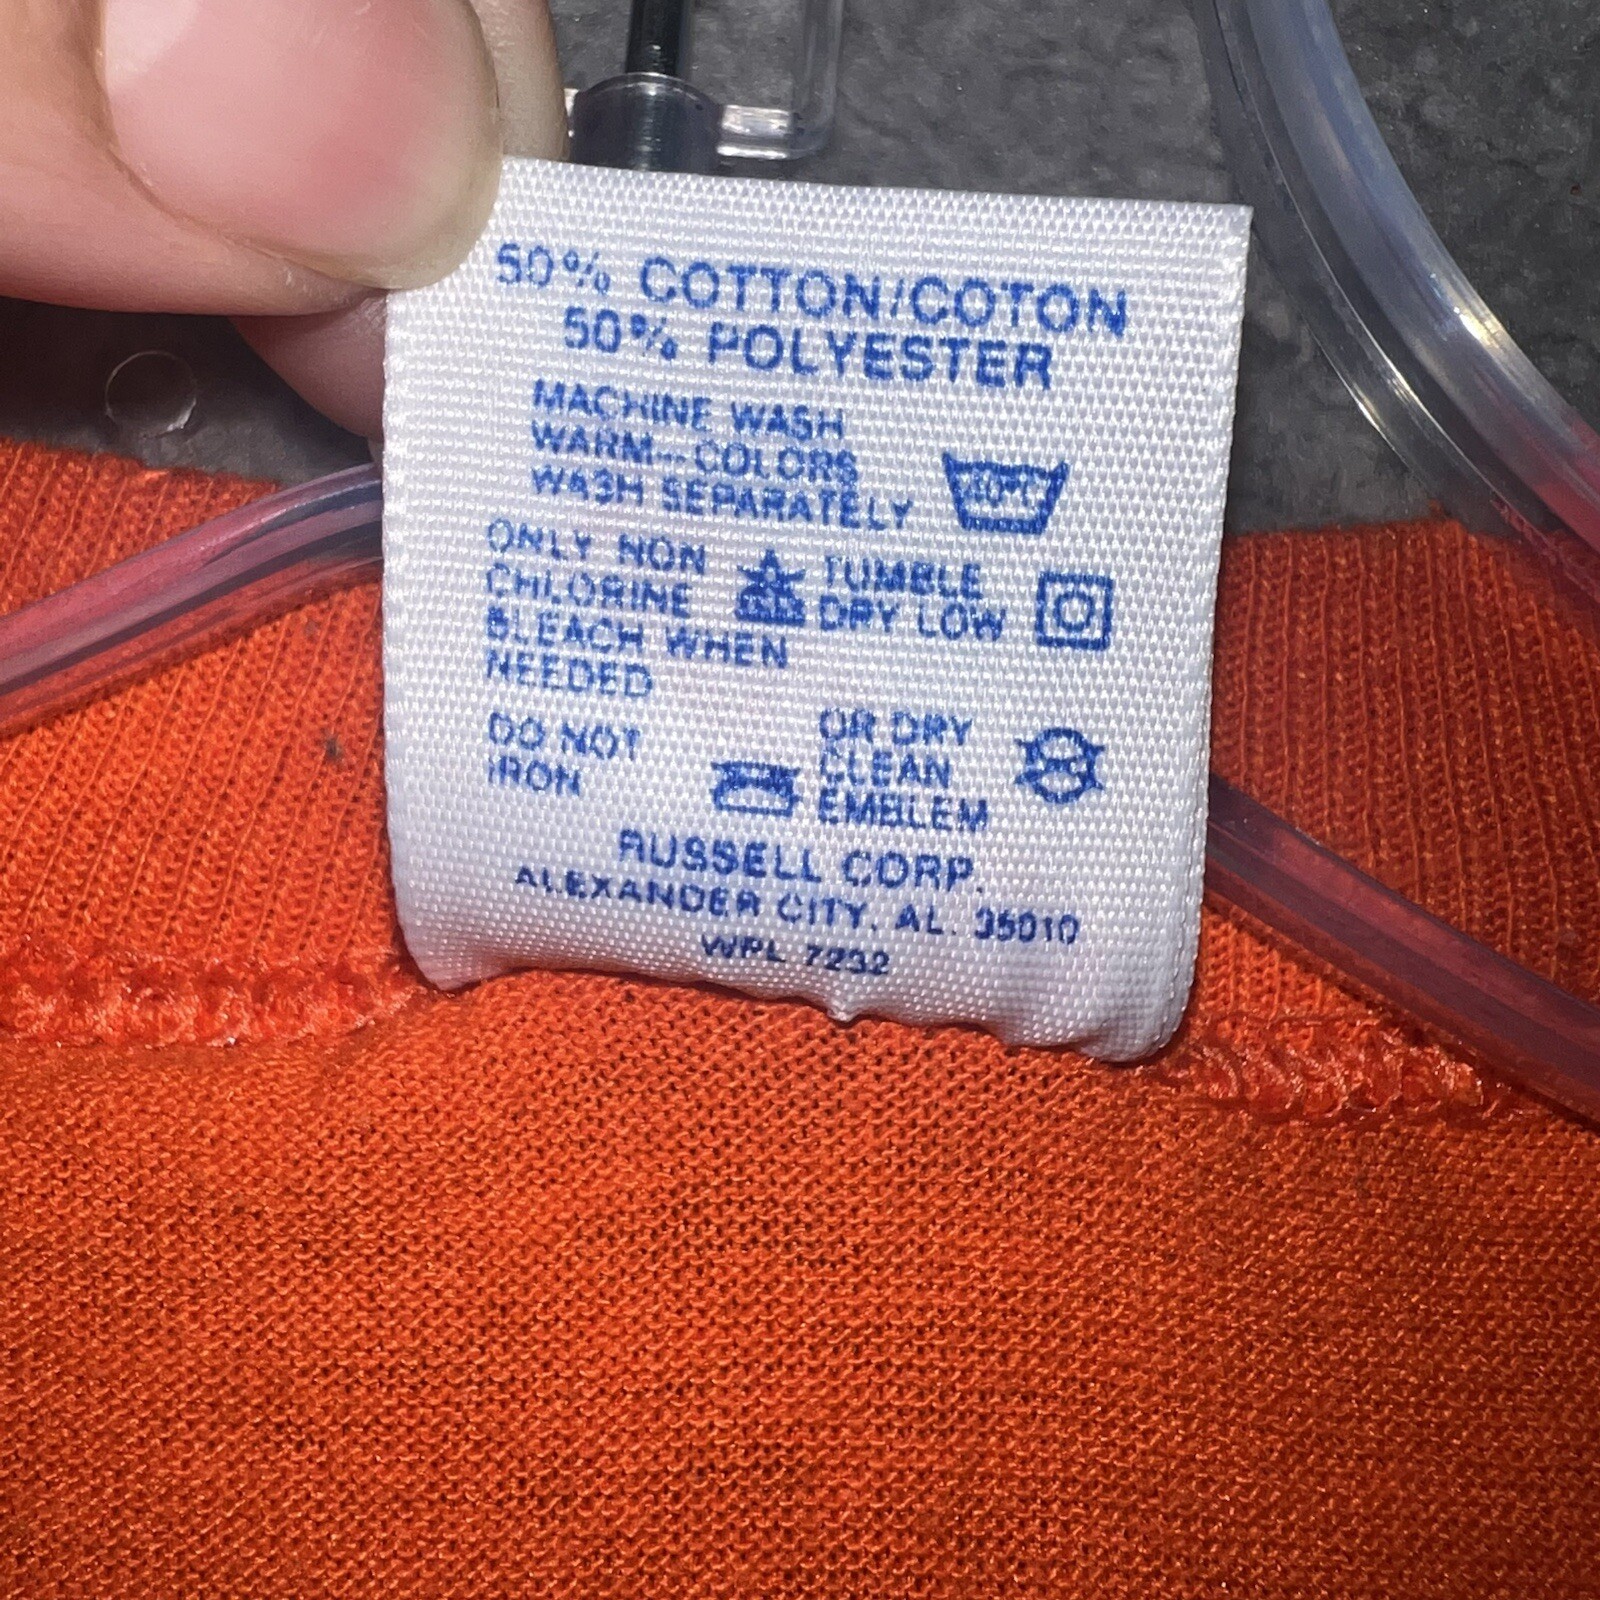 50% COTTON/COTON
50% POLYESTER
MACHINE WASH
WARM—COLORS
WASH SEPARATELY
40°C
ONLY NON
CHLORINE
BLEACH WHEN
NEEDED
TUMBLE
DRY LOW
DO NOT
IRON
OR DRY
CLEAN
EMBLEM
RUSSELL CORP.
ALEXANDER CITY, AL. 35010
WPL 7232